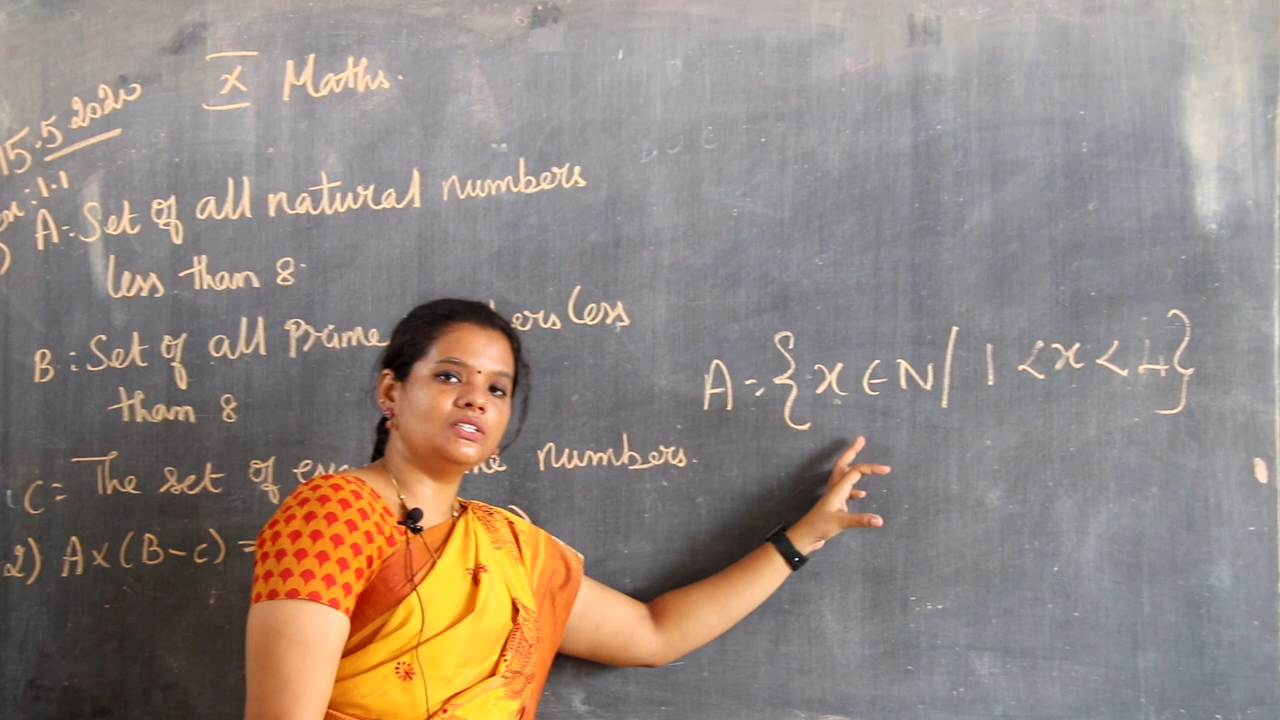 X Maths.
15.5.2020
1.1
A: Set of all natural numbers
less than 8
B: Set of all Prime less
than 8
C: The set of numbers.
2) A×(B-C) =
A = {x ∈ N / 1 < x < 4}